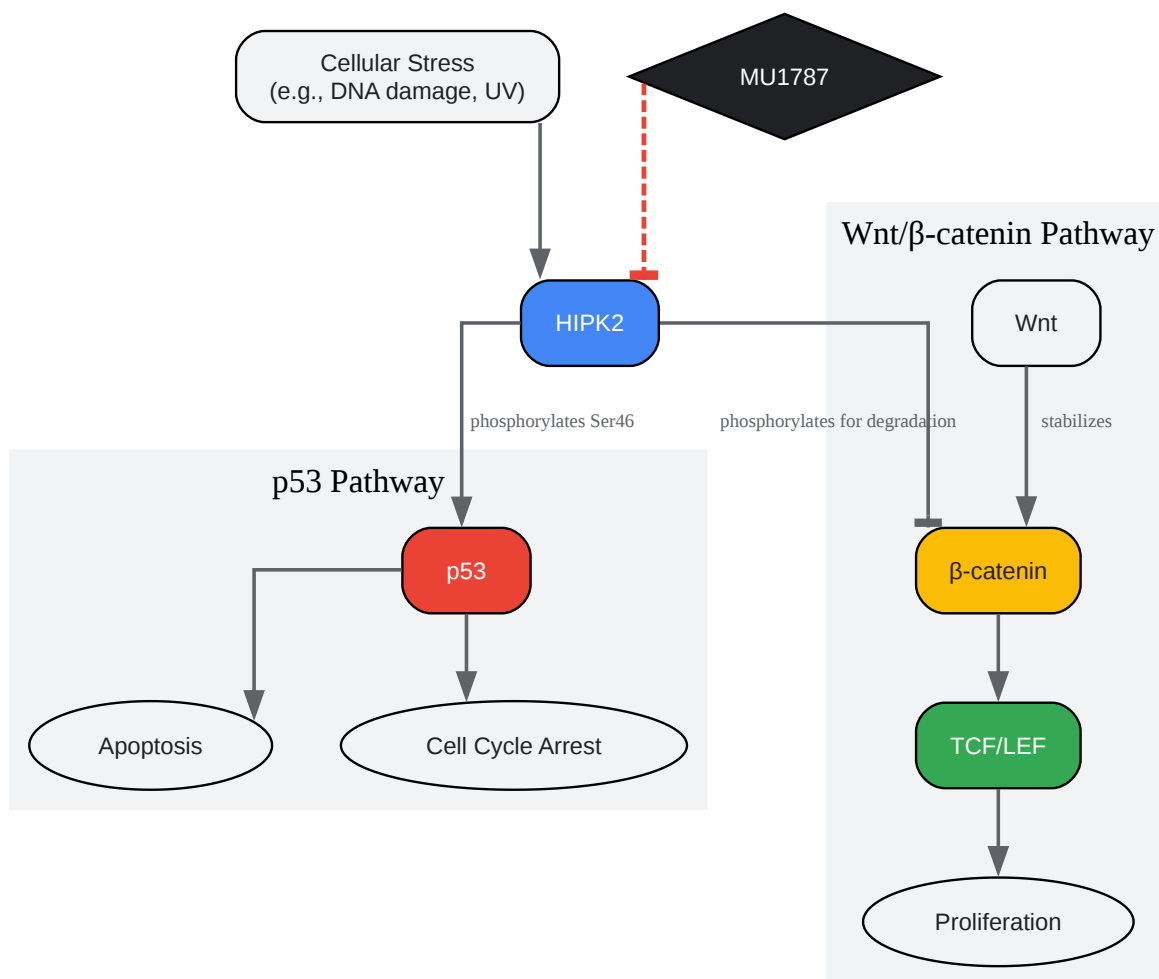 Cellular Stress
(e.g., DNA damage, UV)
MU1787
Wnt/β-catenin Pathway
HIPK2
Wnt
phosphorylates Ser46
phosphorylates for degradation
stabilizes
p53 Pathway
p53
β-catenin
Apoptosis
Cell Cycle Arrest
TCF/LEF
Proliferation